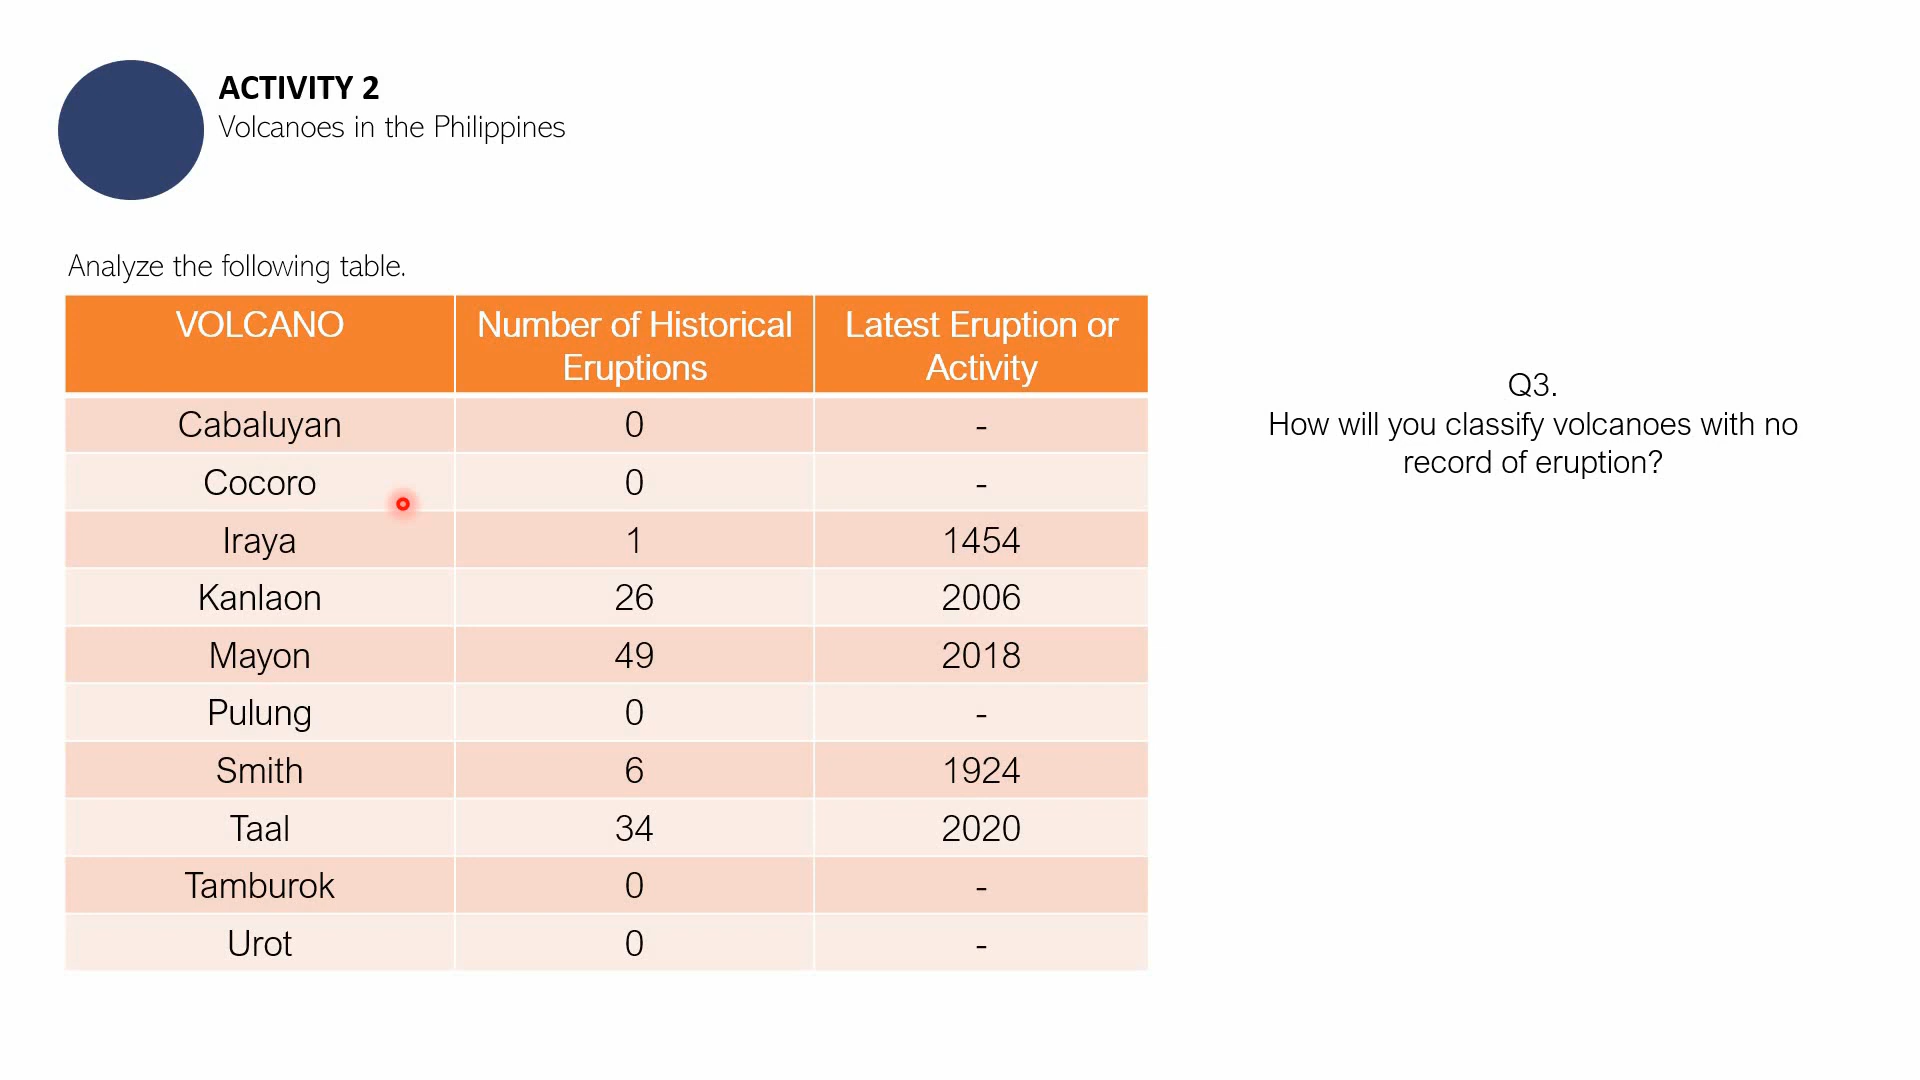 ACTIVITY 2
Volcanoes in the Philippines
Analyze the following table.
VOLCANO
Number of Historical
Eruptions
Latest Eruption or
Activity
Cabaluyan 0 -
Cocoro 0 -
Iraya 1 1454
Kanlaon 26 2006
Mayon 49 2018
Pulung 0 -
Smith 6 1924
Taal 34 2020
Tamburok 0 -
Urot 0 -
Q3.
How will you classify volcanoes with no
record of eruption?